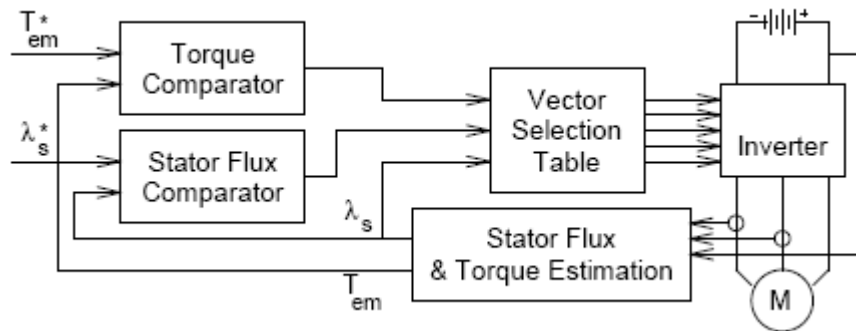 T*em
Torque
Comparator
- +
λ*s
Stator Flux
Comparator
Vector
Selection
Table
Inverter
λs
Stator Flux
& Torque Estimation
Tem
M